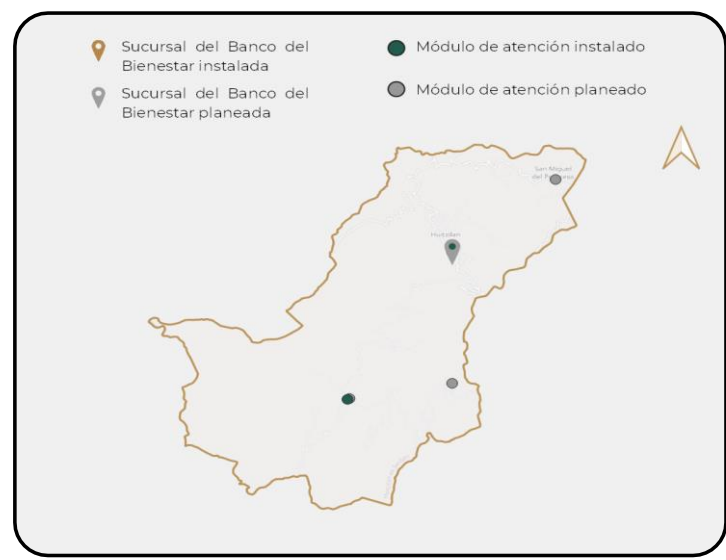 Sucursal del Banco del
Bienestar instalada
Sucursal del Banco del
Bienestar planeada
Módulo de atención instalado
Módulo de atención planeado
San Miguel
del
Huitzilan